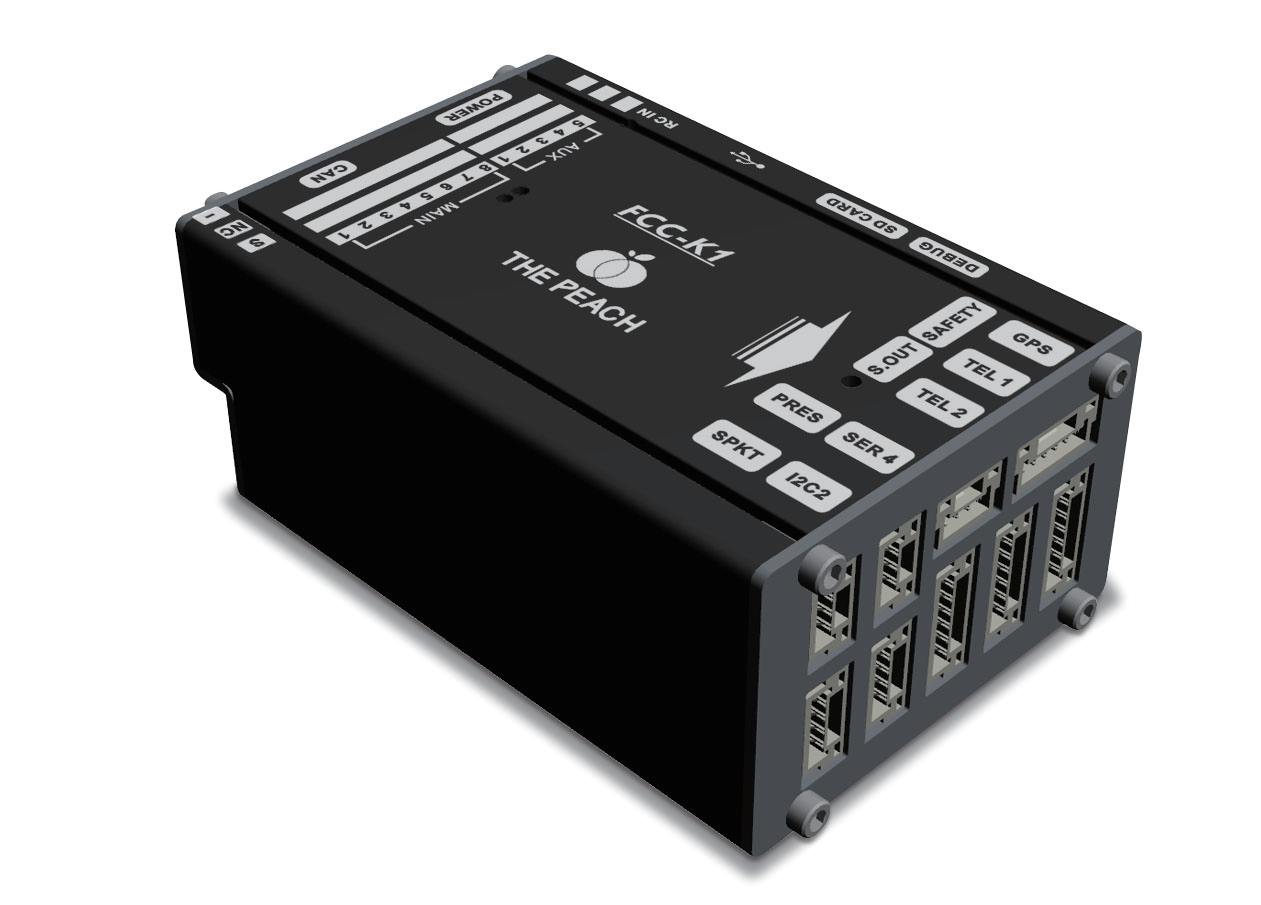 POWER
CAN
RC IN
5 4 3 2 1
AUX
8 7 6 5 4 3 2 1
MAIN
-
NC
S
FCC-K1
THE PEACH
SD CARD
DEBUG
SAFETY
GPS
S.OUT
TEL 1
TEL 2
PRES
SER 4
SPKT
I2C2